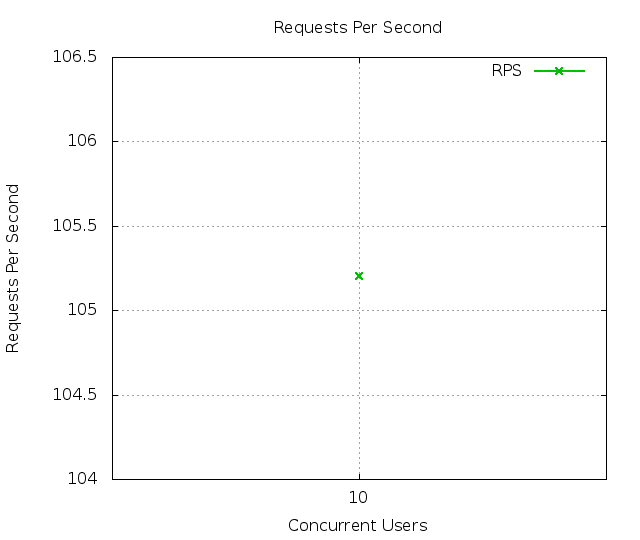 Requests Per Second
106.5
RPS
106
105.5
Requests Per Second
105
104.5
104
10
Concurrent Users